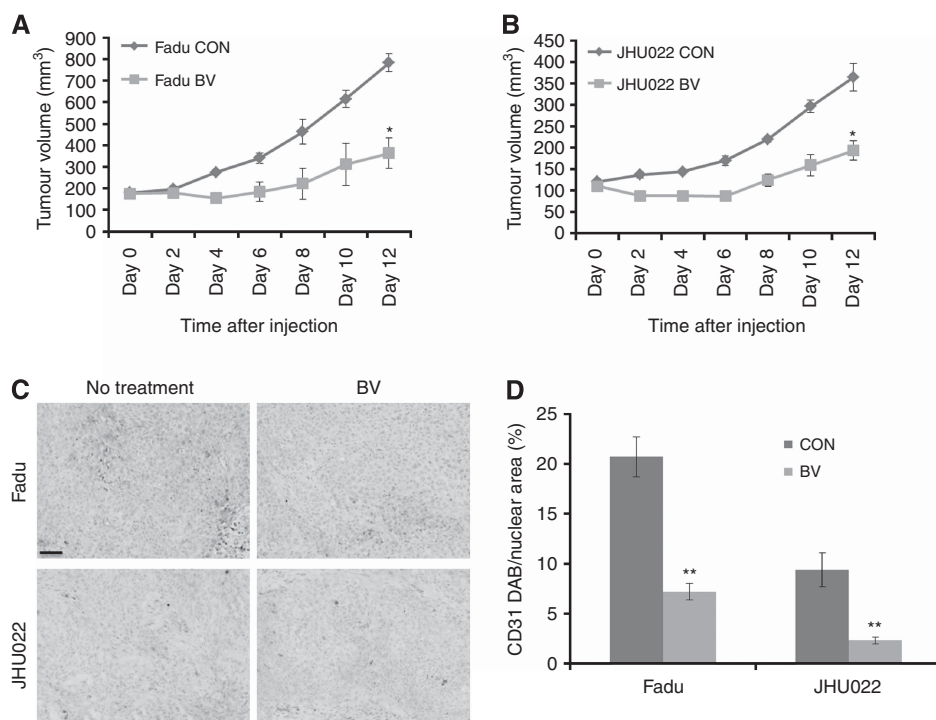 A
Tumour volume (mm³)
900
800
700
600
500
400
300
200
100
0
Fadu CON
Fadu BV
*
Day 0
Day 2
Day 4
Day 6
Day 8
Day 10
Day 12
Time after injection
B
Tumour volume (mm³)
450
400
350
300
250
200
150
100
50
0
JHU022 CON
JHU022 BV
*
Day 0
Day 2
Day 4
Day 6
Day 8
Day 10
Day 12
Time after injection
C
No treatment
BV
Fadu
JHU022
D
CD31 DAB/nuclear area (%)
25
20
15
10
5
0
CON
BV
**
**
Fadu
JHU022